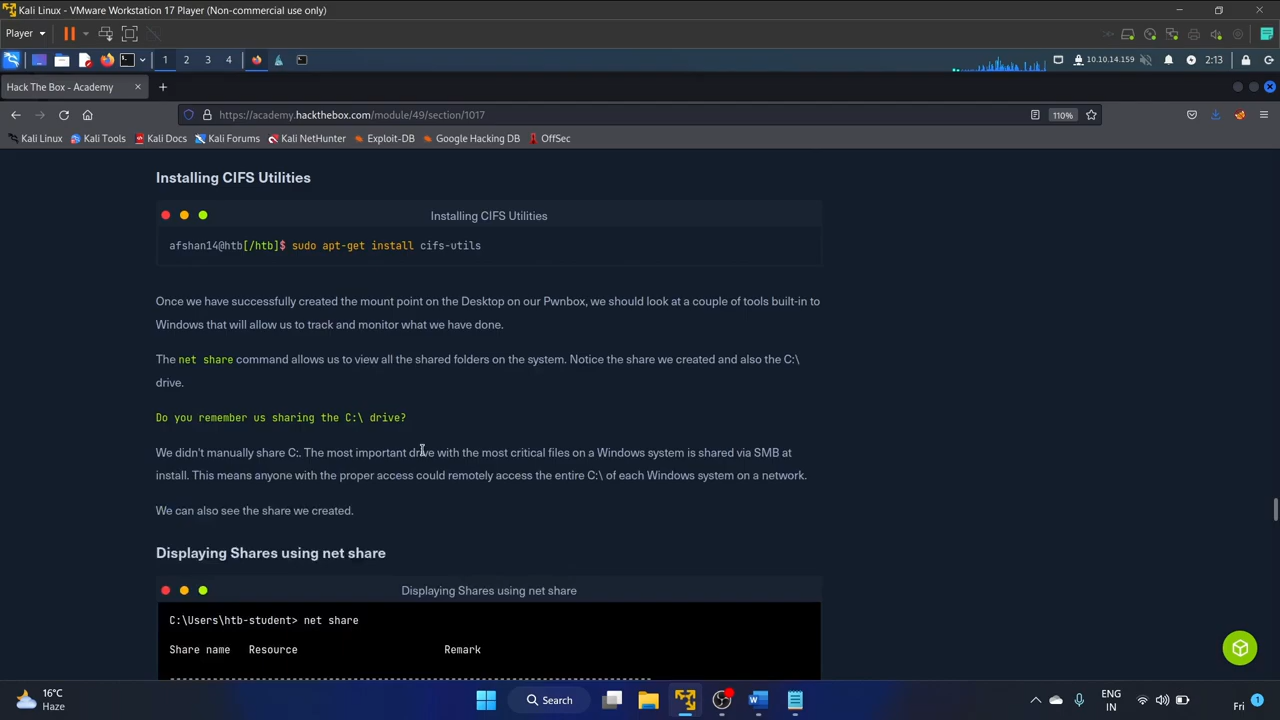 Kali Linux - VMware Workstation 17 Player (Non-commercial use only)
Player
1 2 3 4
10.10.14.159
2:13
Hack The Box - Academy
https://academy.hackthebox.com/module/49/section/1017
110%
Kali Linux Kali Tools Kali Docs Kali Forums Kali NetHunter Exploit-DB Google Hacking DB OffSec
Installing CIFS Utilities
Installing CIFS Utilities
afshan14@htb[/htb]$ sudo apt-get install cifs-utils
Once we have successfully created the mount point on the Desktop on our Pwnbox, we should look at a couple of tools built-in to
Windows that will allow us to track and monitor what we have done.
The net share command allows us to view all the shared folders on the system. Notice the share we created and also the C:\
drive.
Do you remember us sharing the C:\ drive?
We didn't manually share C:. The most important drive with the most critical files on a Windows system is shared via SMB at
install. This means anyone with the proper access could remotely access the entire C:\ of each Windows system on a network.
We can also see the share we created.
Displaying Shares using net share
Displaying Shares using net share
C:\Users\htb-student> net share
Share name Resource Remark
-------------------------------------------------------------------------------
16°C
Haze
Search
ENG
IN
Fri
1